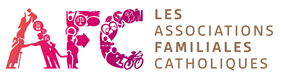 AFC
LES
ASSOCIATIONS
FAMILIALES
CATHOLIQUES